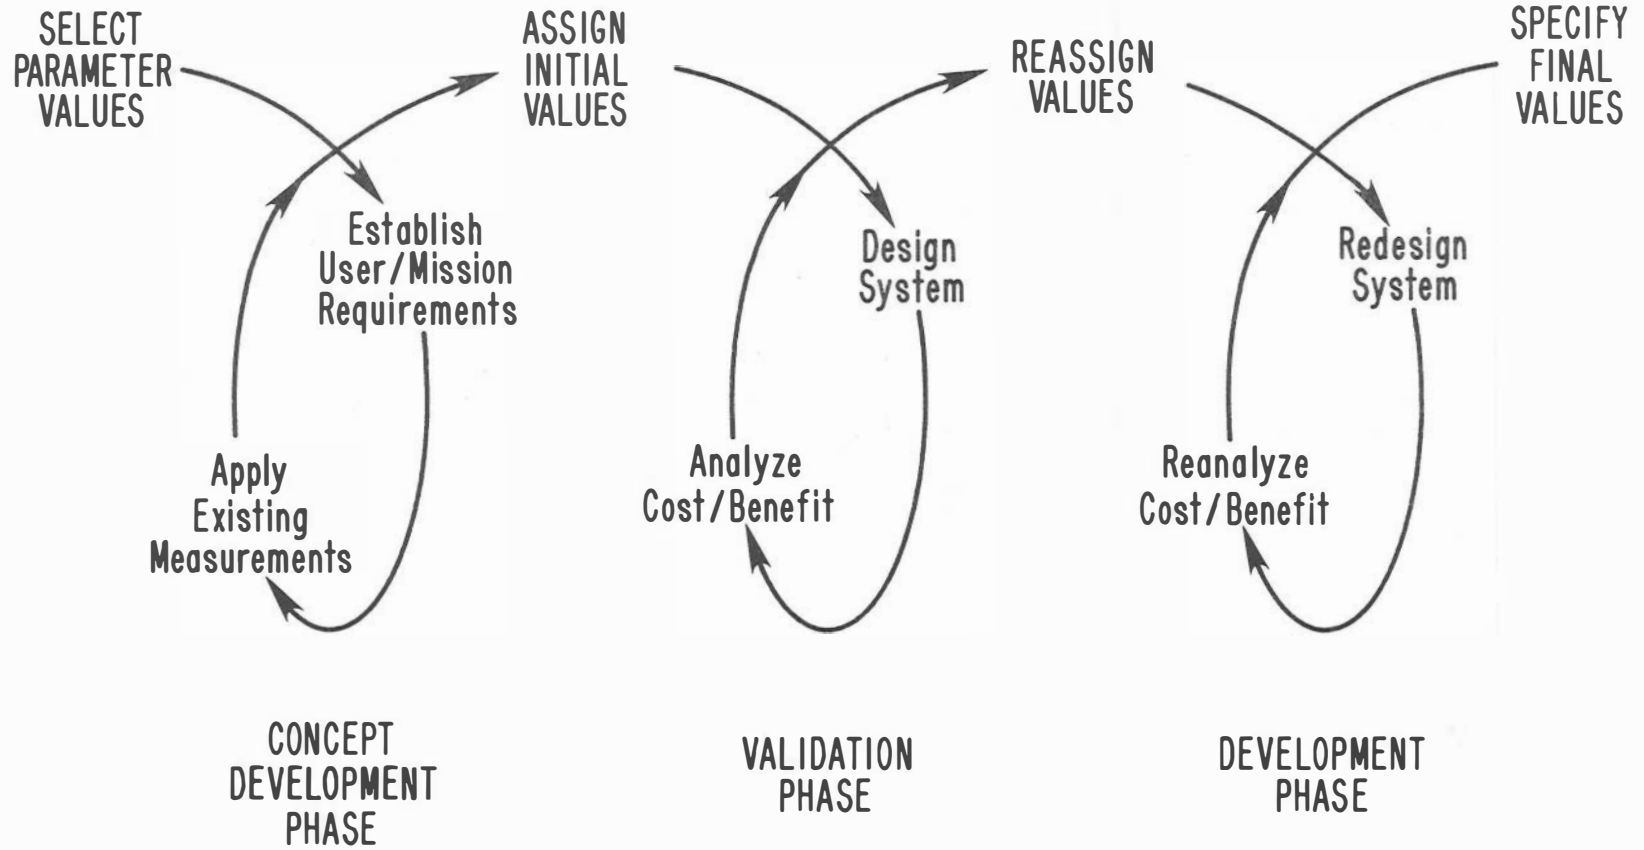 SELECT
PARAMETER
VALUES
ASSIGN
INITIAL
VALUES
REASSIGN
VALUES
SPECIFY
FINAL
VALUES
Establish
User/Mission
Requirements
Design
System
Redesign
System
Apply
Existing
Measurements
Analyze
Cost/Benefit
Reanalyze
Cost/Benefit
CONCEPT
DEVELOPMENT
PHASE
VALIDATION
PHASE
DEVELOPMENT
PHASE